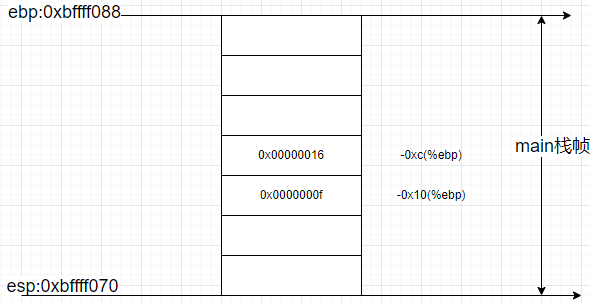 ebp:0xbffff088
0x00000016 -0xc(%ebp)
main栈帧
0x0000000f -0x10(%ebp)
esp:0xbffff070